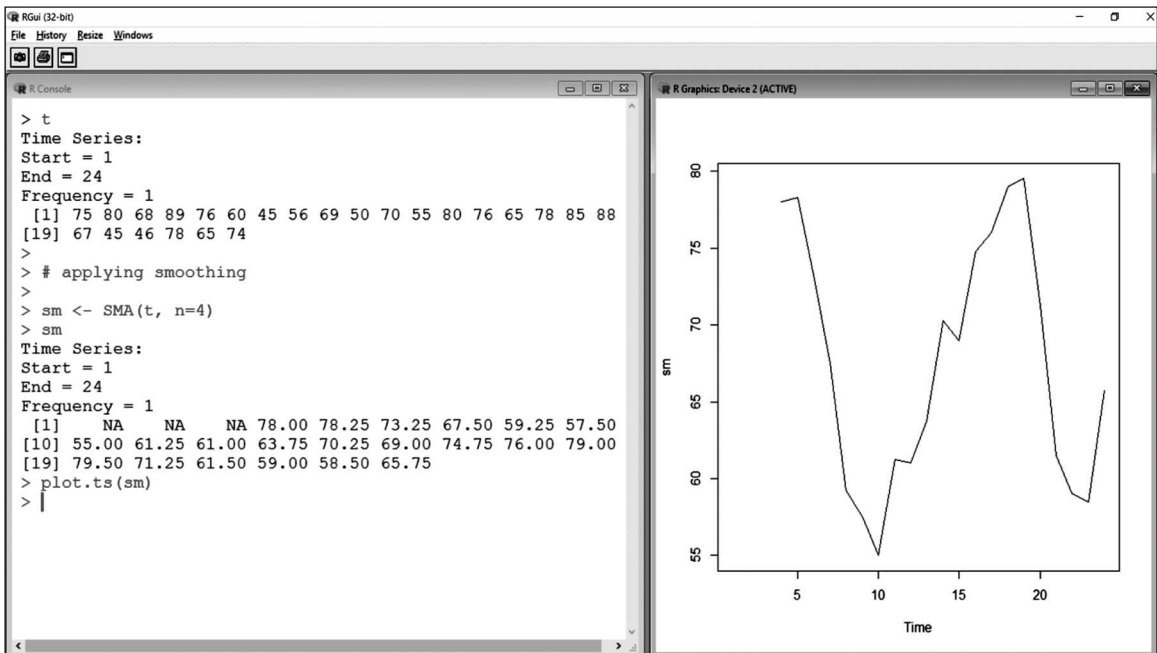 RGui (32-bit)
File History Resize Windows
R Console
> t
Time Series:
Start = 1
End = 24
Frequency = 1
[1] 75 80 68 89 76 60 45 56 69 50 70 55 80 76 65 78 85 88
[19] 67 45 46 78 65 74
>
> # applying smoothing
>
> sm <- SMA(t, n=4)
> sm
Time Series:
Start = 1
End = 24
Frequency = 1
[1] NA NA NA 78.00 78.25 73.25 67.50 59.25 57.50
[10] 55.00 61.25 61.00 63.75 70.25 69.00 74.75 76.00 79.00
[19] 79.50 71.25 61.50 59.00 58.50 65.75
> plot.ts(sm)
>
R Graphics: Device 2 (ACTIVE)
80
75
70
65
60
55
sm
5 10 15 20
Time